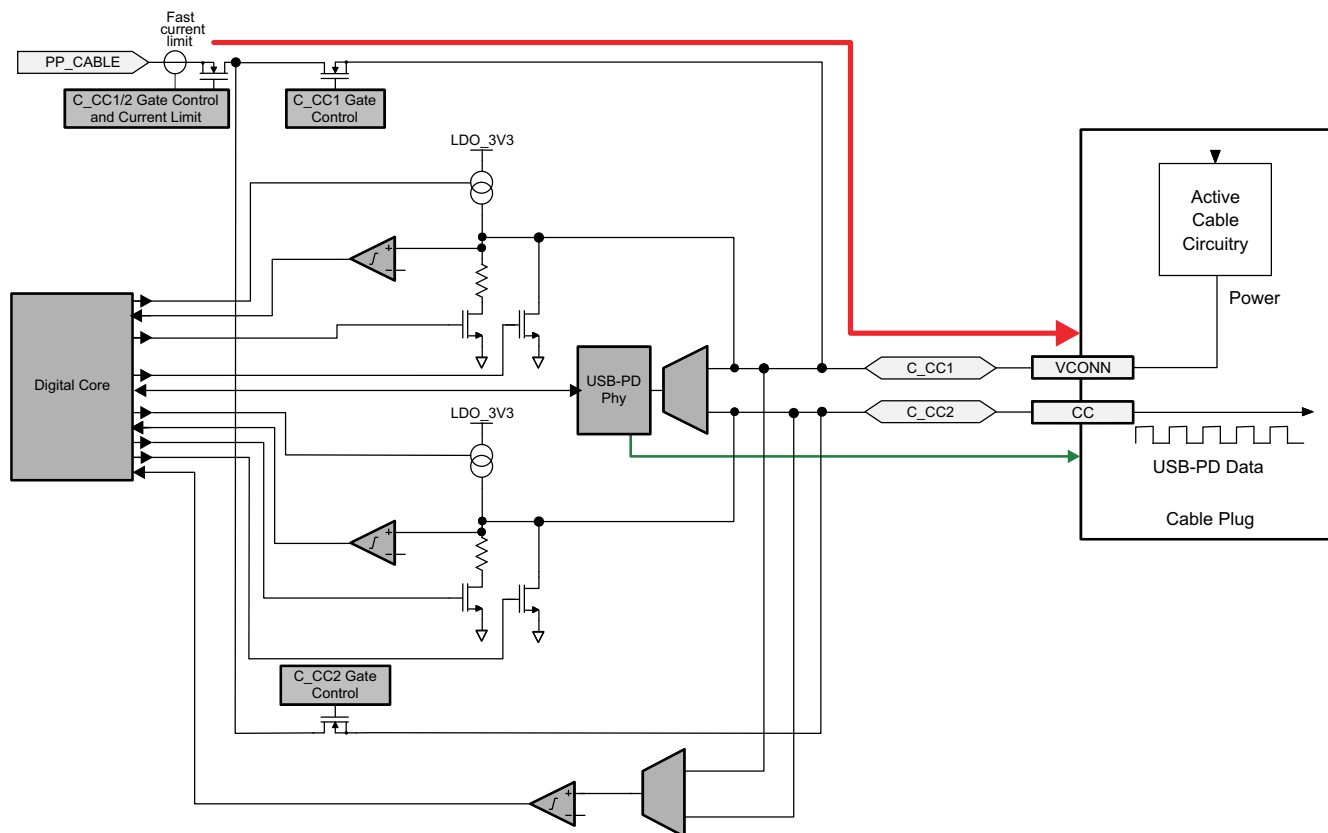 Fast
current
limit
PP_CABLE
C_CC1/2 Gate Control
and Current Limit
C_CC1 Gate
Control
LDO_3V3
+
−
Active
Cable
Circuitry
Power
Digital Core
USB-PD
Phy
C_CC1
VCONN
C_CC2
CC
LDO_3V3
USB-PD Data
Cable Plug
+
−
C_CC2 Gate
Control
+
−